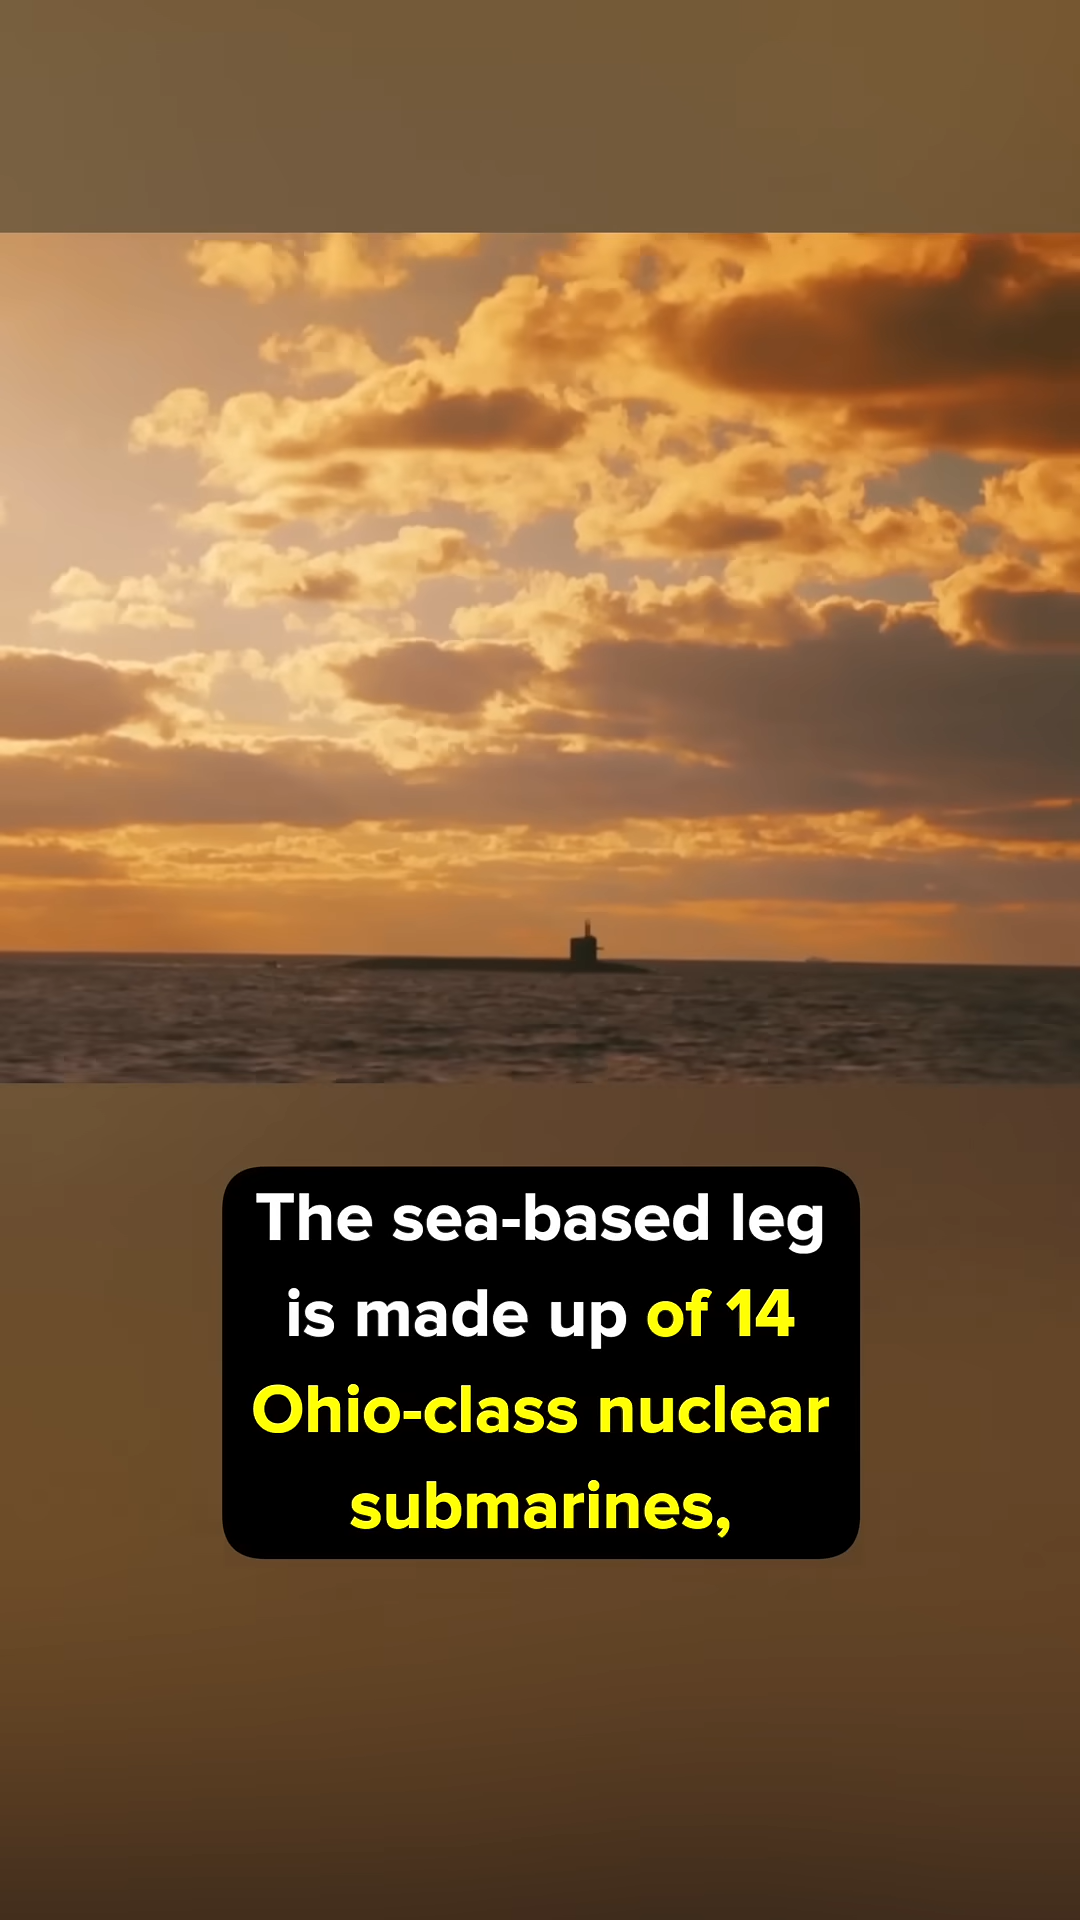 The sea-based leg
is made up of 14
Ohio-class nuclear
submarines,